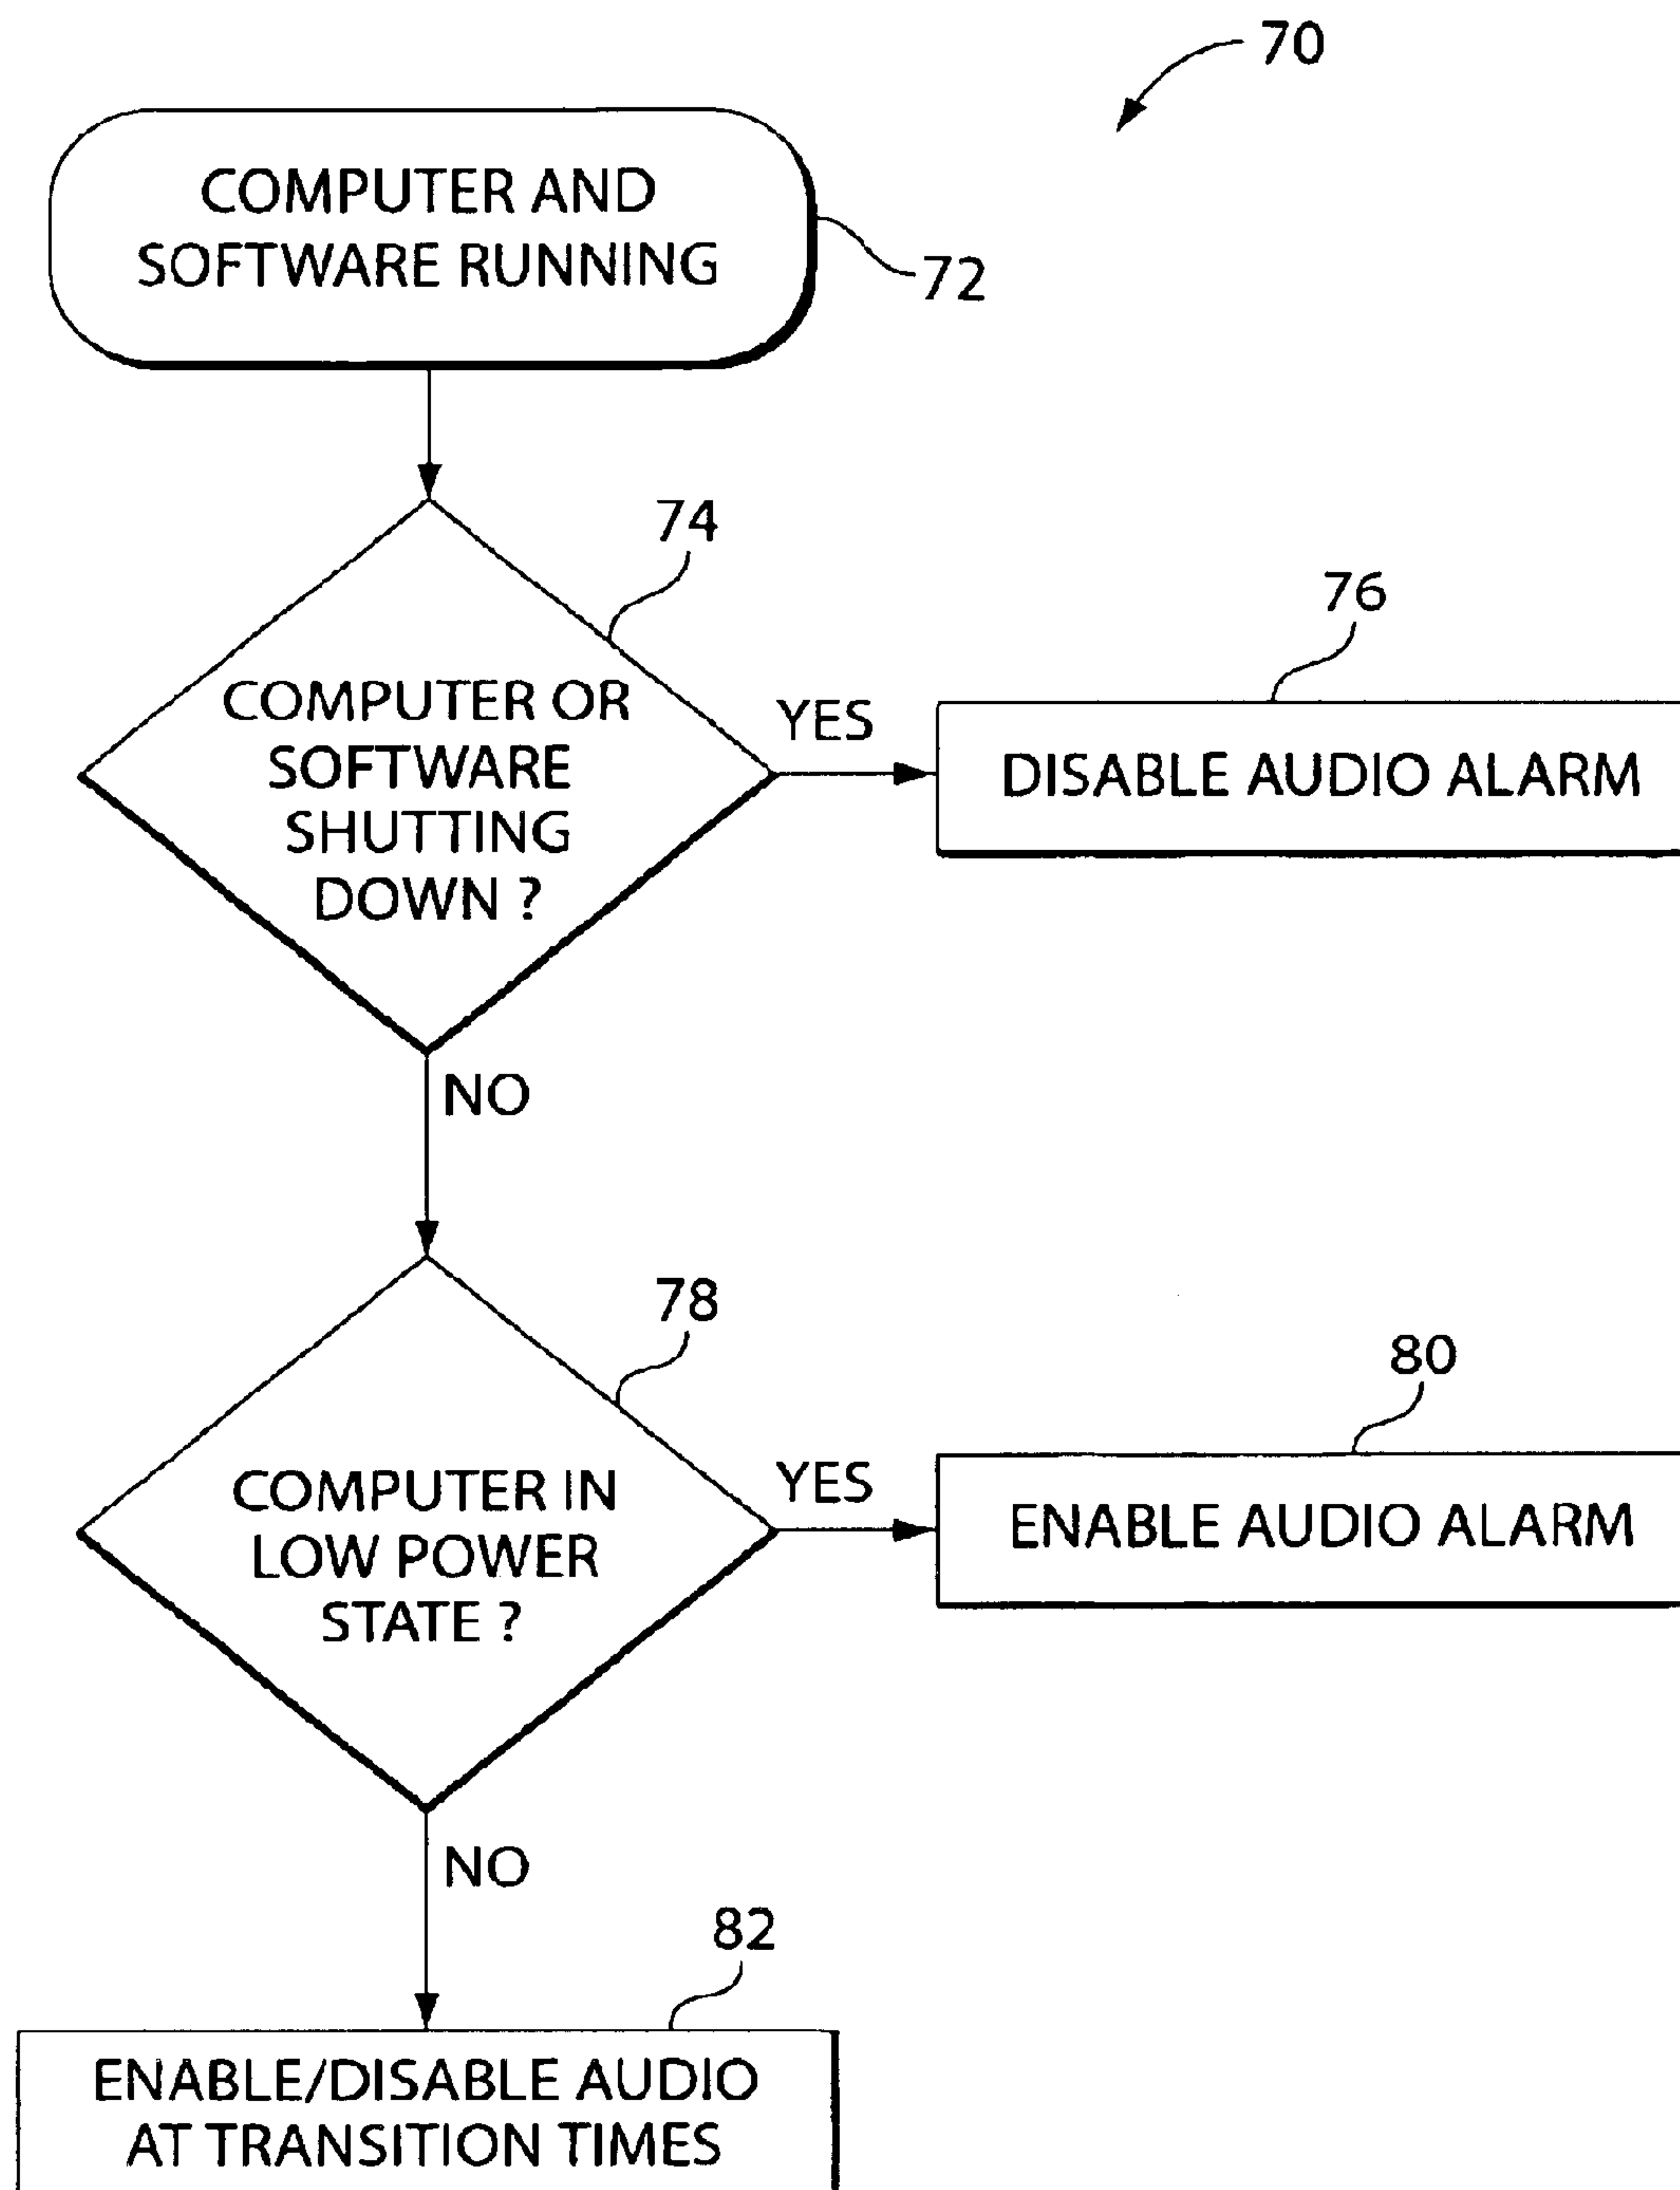 70
COMPUTER AND
SOFTWARE RUNNING
72
74
COMPUTER OR
SOFTWARE
SHUTTING
DOWN ?
YES
76
DISABLE AUDIO ALARM
NO
78
COMPUTER IN
LOW POWER
STATE ?
YES
80
ENABLE AUDIO ALARM
NO
82
ENABLE/DISABLE AUDIO
AT TRANSITION TIMES